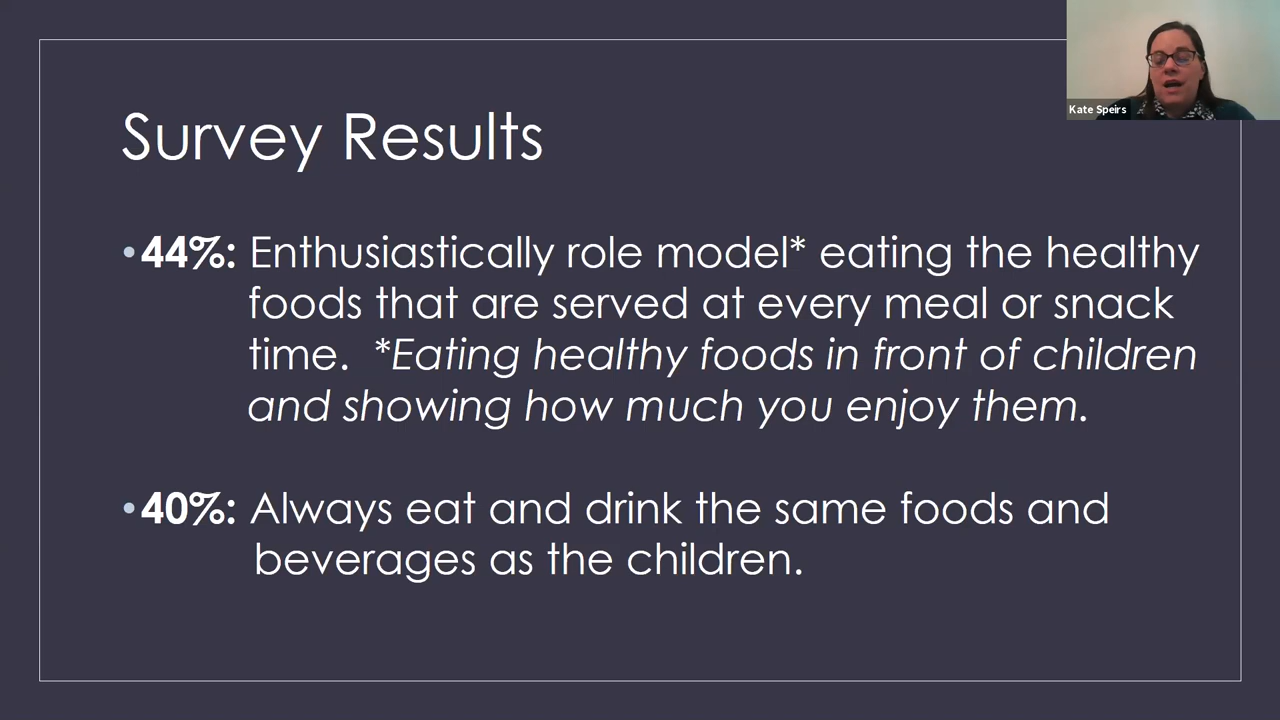 Kate Speirs
Survey Results
•44%: Enthusiastically role model* eating the healthy
foods that are served at every meal or snack
time. *Eating healthy foods in front of children
and showing how much you enjoy them.
•40%: Always eat and drink the same foods and
beverages as the children.